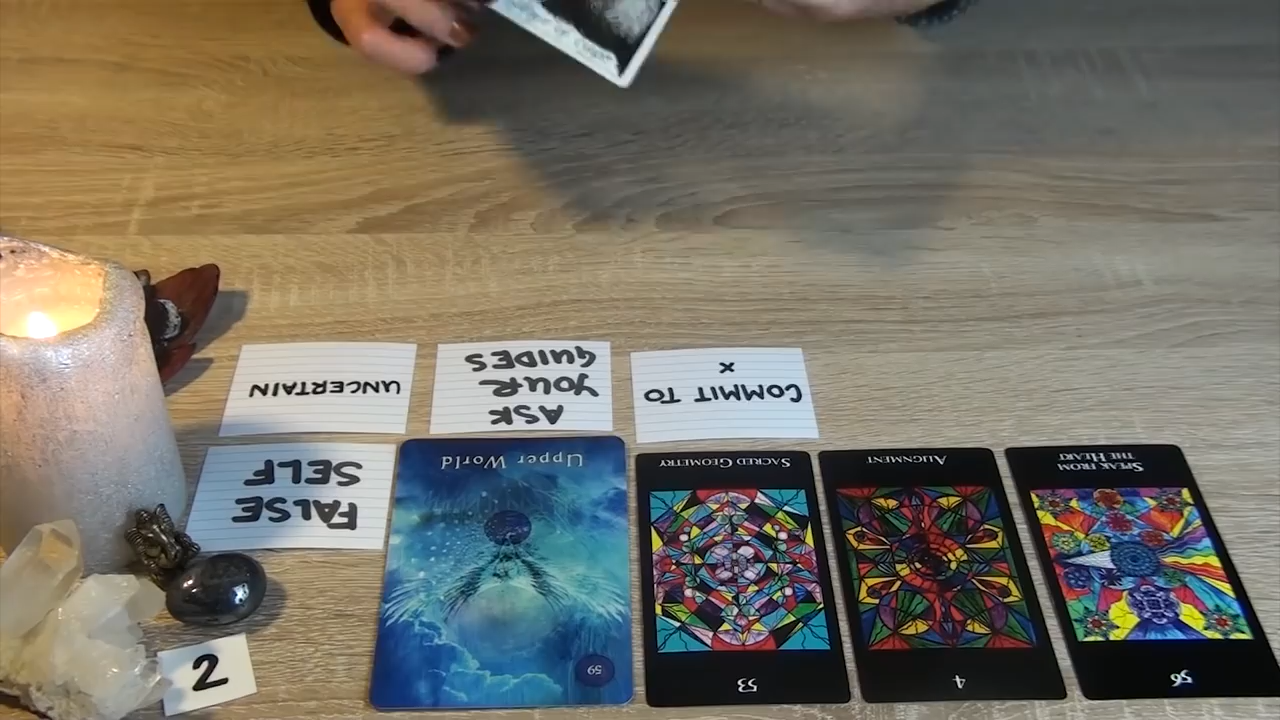 UNCERTAIN
ASK
YOUR
GUIDES
COMMIT TO
X
FALSE
SELF
Upper World
59
SACRED GEOMETRY
53
ALIGNMENT
4
SPEAK FROM
THE HEART
56
2